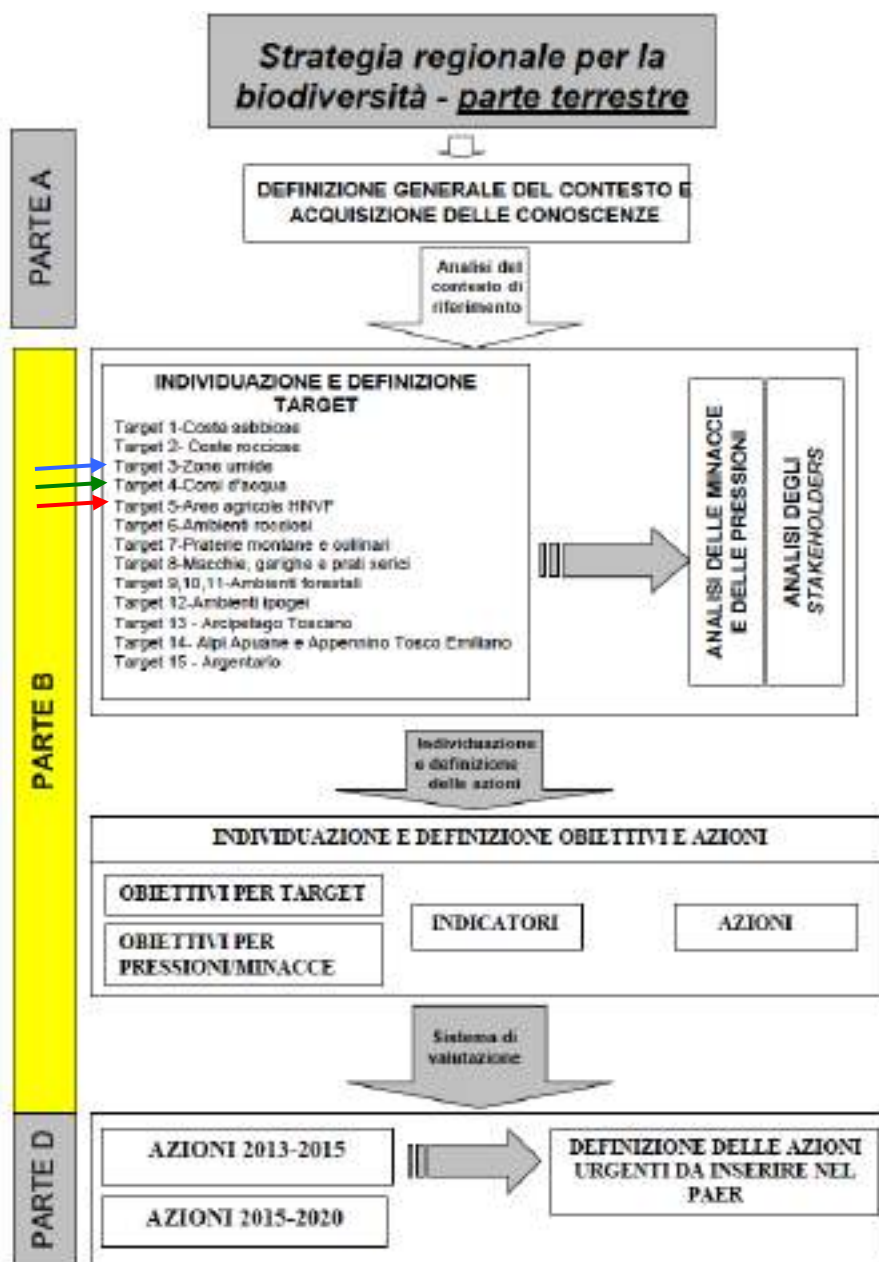 Strategia regionale per la
biodiversità - parte terrestre
PARTE A
DEFINIZIONE GENERALE DEL CONTESTO E
ACQUISIZIONE DELLE CONOSCENZE
Analisi del
contesto di
riferimento
PARTE B
INDIVIDUAZIONE E DEFINIZIONE
TARGET
Target 1-Coste sabbiose
Target 2- Coste rocciose
Target 3-Zone umide
Target 4-Corsi d'acqua
Target 5-Aree agricole HNVF
Target 6-Ambienti rocciosi
Target 7-Praterie montane e collinari
Target 8-Macchie, garighe e prati serici
Target 9,10,11-Ambienti forestali
Target 12-Ambienti ipogei
Target 13 - Arcipelago Toscano
Target 14- Alpi Apuane e Appennino Tosco Emiliano
Target 15 - Argentario
ANALISI DELLE MINACCE
E DELLE PRESSIONI
ANALISI DEGLI
STAKEHOLDERS
Individuazione
e definizione
delle azioni
INDIVIDUAZIONE E DEFINIZIONE OBIETTIVI E AZIONI
OBIETTIVI PER TARGET
OBIETTIVI PER
PRESSIONI/MINACCE
INDICATORI
AZIONI
Sistema di
valutazione
PARTE D
AZIONI 2013-2015
AZIONI 2015-2020
DEFINIZIONE DELLE AZIONI
URGENTI DA INSERIRE NEL
PAER